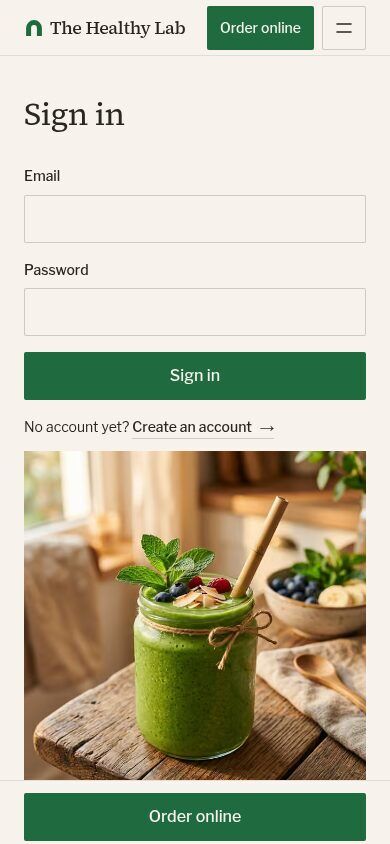 The Healthy Lab
Order online
Sign in
Email
Password
Sign in
No account yet? Create an account →
Order online